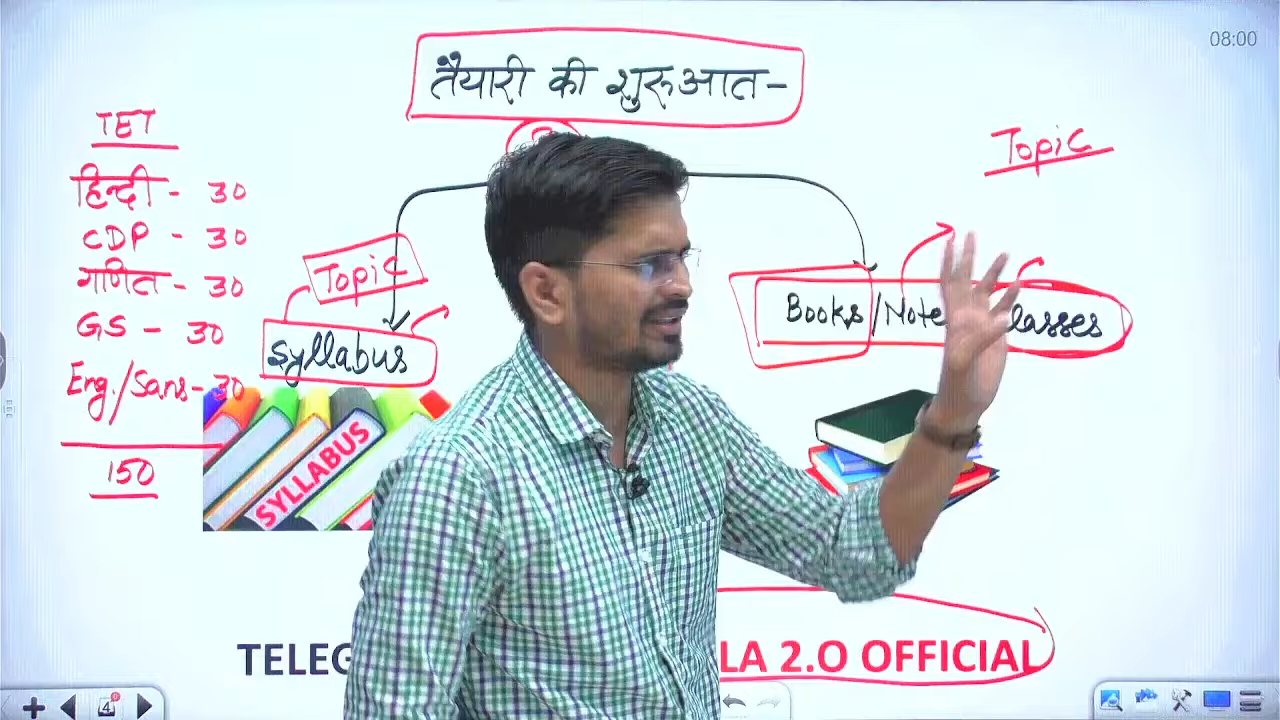 08:00
तैयारी की शुरुआत-
TET
हिन्दी - 30
CDP - 30
गणित - 30
GS - 30
Eng./Sans - 30
150
Topic
Topic
Syllabus
Books/Note
lasses
SYLLABUS
TELEG
LA 2.O OFFICIAL
4